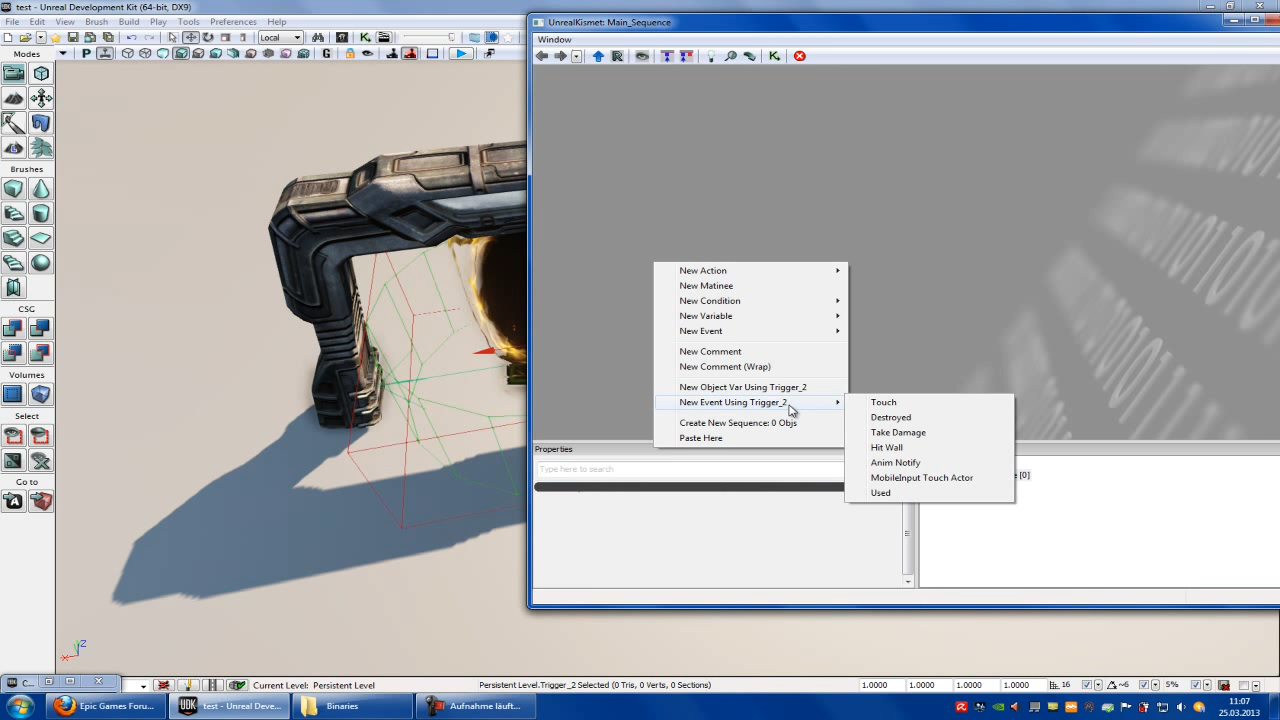 test - Unreal Development Kit (64-bit, DX9)
File Edit View Brush Build Play Tools Preferences Help
Local
P
G
Modes
Brushes
CSG
Volumes
Select
Go to
UnrealKismet: Main_Sequence
Window
New Action
New Matinee
New Condition
New Variable
New Event
New Comment
New Comment (Wrap)
New Object Var Using Trigger_2
New Event Using Trigger_2
Create New Sequence: 0 Objs
Paste Here
Touch
Destroyed
Take Damage
Hit Wall
Anim Notify
MobileInput Touch Actor
Used
Properties
Type here to search
e [0]
Z
X
C...
Current Level: Persistent Level
Persistent Level.Trigger_2 Selected (0 Tris, 0 Verts, 0 Sections)
1.0000 1.0000 1.0000 1.0000 16 6 5%
Epic Games Foru...
UDK
test - Unreal Deve...
Binaries
Aufnahme läuft...
11:07
25.03.2013